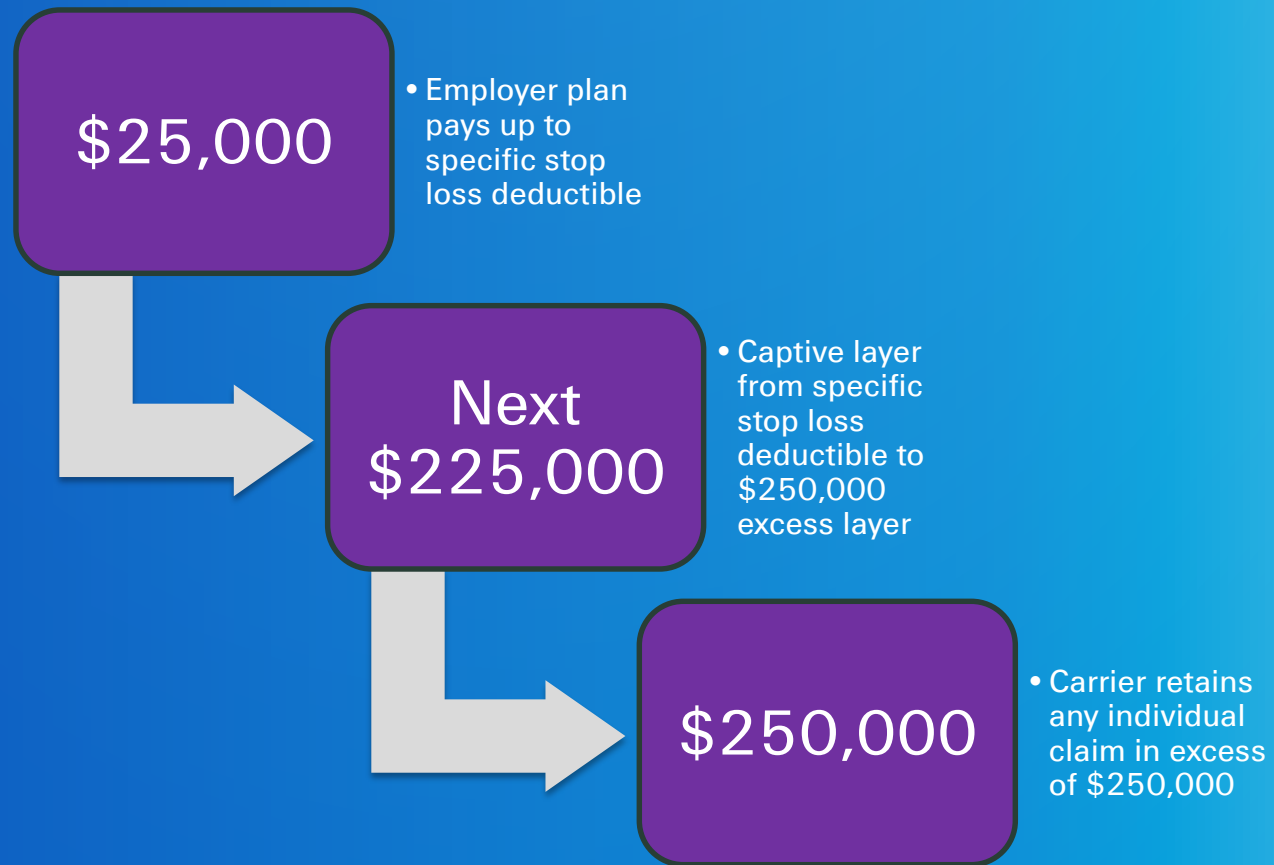 $25,000
• Employer plan
pays up to
specific stop
loss deductible
Next
$225,000
• Captive layer
from specific
stop loss
deductible to
$250,000
excess layer
$250,000
• Carrier retains
any individual
claim in excess
of $250,000